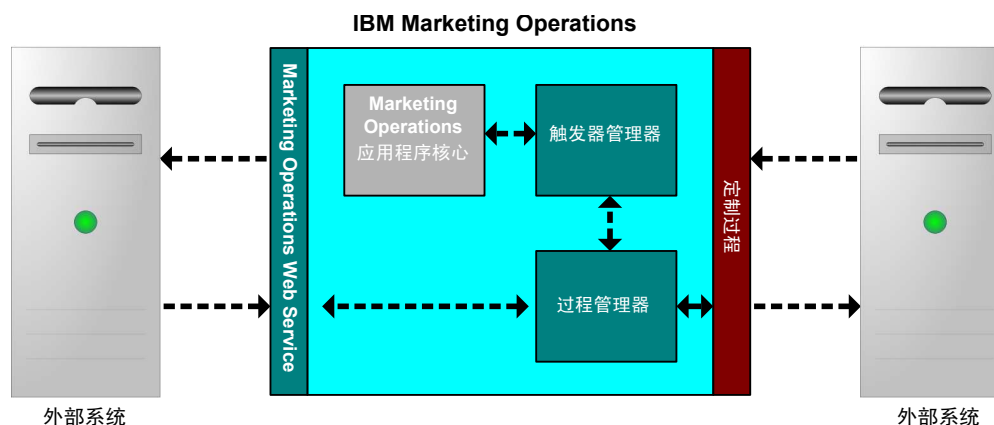 IBM Marketing Operations
Marketing Operations Web Service
Marketing
Operations
应用程序核心
触发器管理器
过程管理器
定制过程
外部系统
外部系统